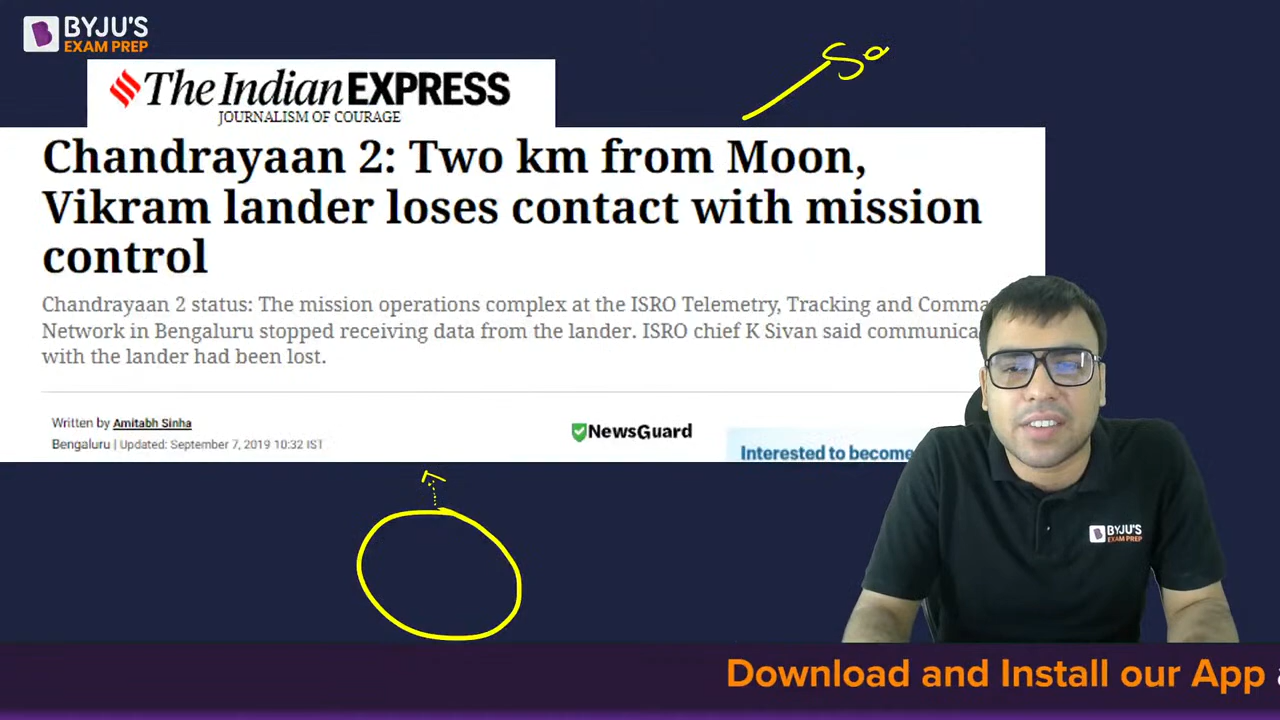 BYJU'S
EXAM PREP
So
The Indian EXPRESS
JOURNALISM OF COURAGE
Chandrayaan 2: Two km from Moon,
Vikram lander loses contact with mission
control
Chandrayaan 2 status: The mission operations complex at the ISRO Telemetry, Tracking and Comma
Network in Bengaluru stopped receiving data from the lander. ISRO chief K Sivan said communica
with the lander had been lost.
Written by Amitabh Sinha
Bengaluru | Updated: September 7, 2019 10:32 IST
NewsGuard
Interested to become
BYJU'S
EXAM PREP
Download and Install our App a